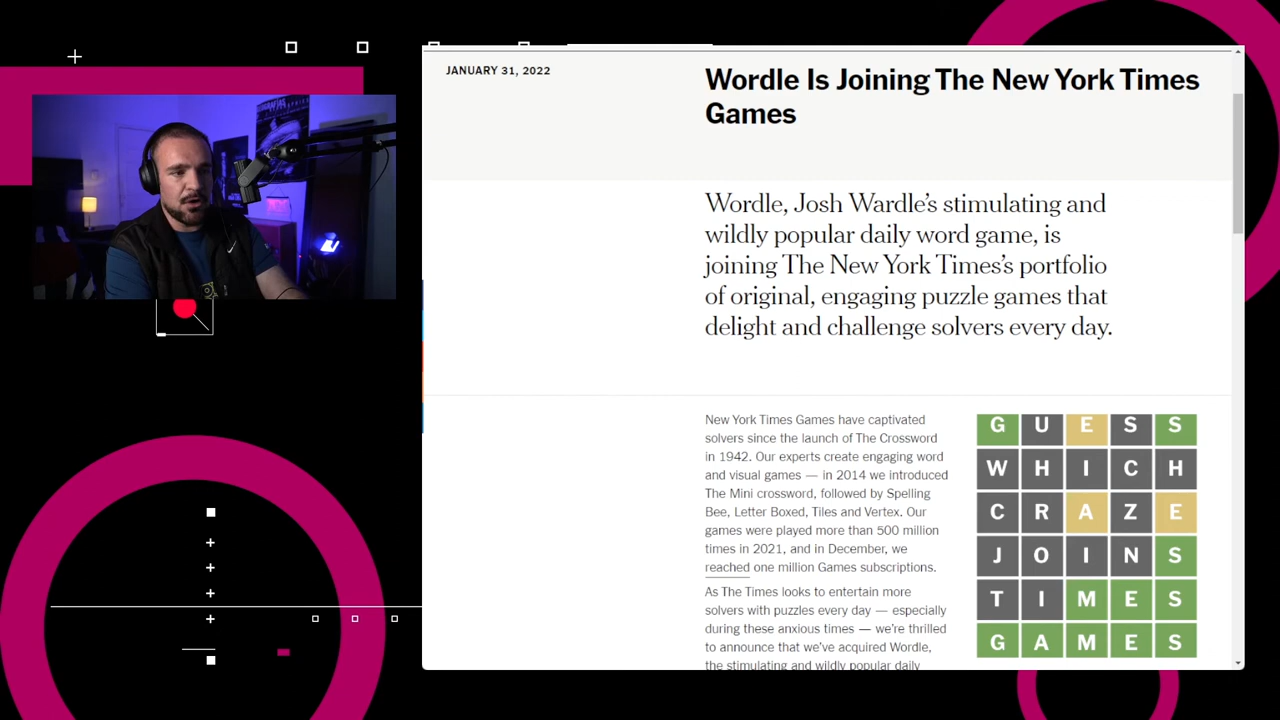 JANUARY 31, 2022
Wordle Is Joining The New York Times
Games
Wordle, Josh Wardle’s stimulating and
wildly popular daily word game, is
joining The New York Times’s portfolio
of original, engaging puzzle games that
delight and challenge solvers every day.
New York Times Games have captivated
solvers since the launch of The Crossword
in 1942. Our experts create engaging word
and visual games — in 2014 we introduced
The Mini crossword, followed by Spelling
Bee, Letter Boxed, Tiles and Vertex. Our
games were played more than 500 million
times in 2021, and in December, we
reached one million Games subscriptions.
As The Times looks to entertain more
solvers with puzzles every day — especially
during these anxious times — we’re thrilled
to announce that we’ve acquired Wordle,
the stimulating and wildly popular daily
G U E S S
W H I C H
C R A Z E
J O I N S
T I M E S
G A M E S